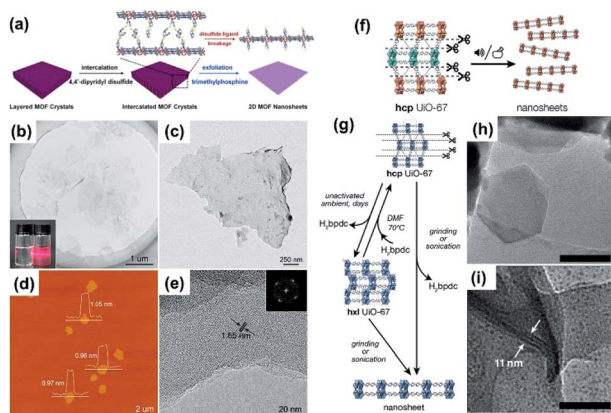 (a)
disulfide-ligand
breakage
intercalation
4,4'-dipyridyl disulfide
exfoliation
trimethylphosphine
Layered MOF Crystals
Intercalated MOF Crystals
2D MOF Nanosheets
(b)
1 um
(c)
250 nm
(d)
1.05 nm
0.96 nm
0.97 nm
2 um
(e)
1.65 nm
20 nm
(f)
hcp UiO-67
nanosheets
(g)
hcp UiO-67
unactivated
ambient, days
H₂bpdc
DMF
70°C
H₂bpdc
grinding
or
sonication
H₂bpdc
hxl UiO-67
grinding
or sonication
nanosheet
(h)
(i)
11 nm